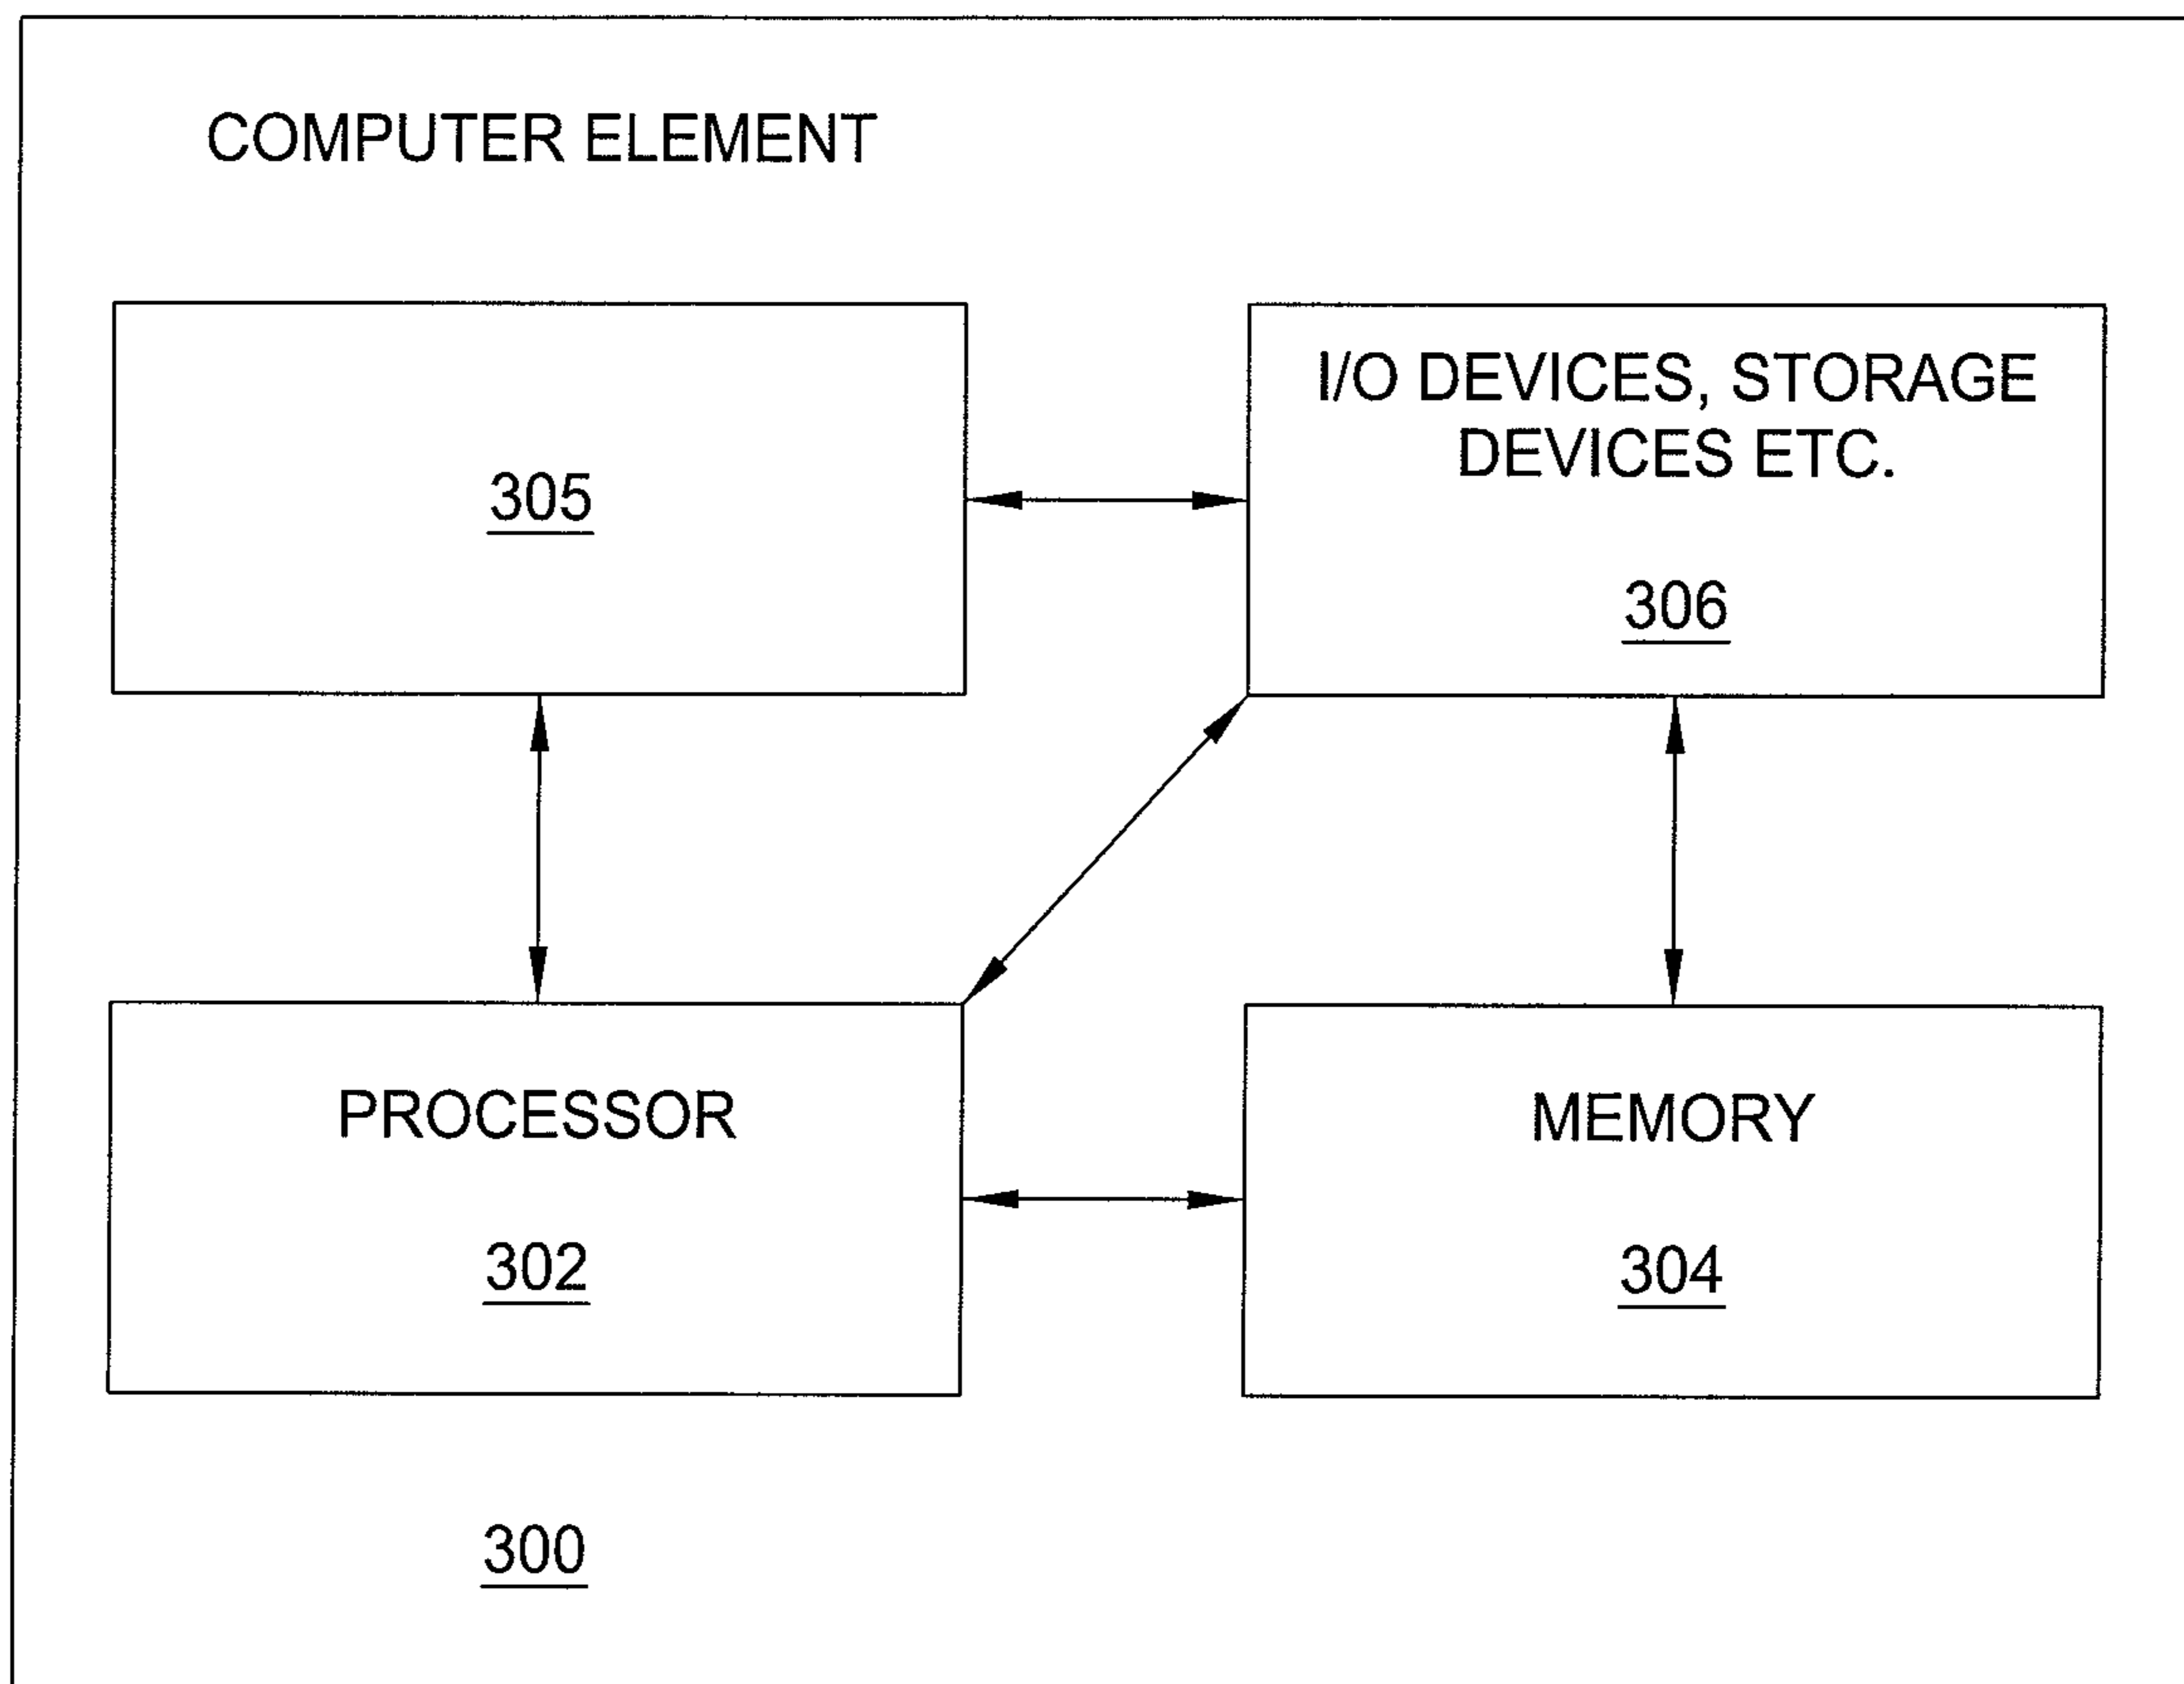 COMPUTER ELEMENT
305
I/O DEVICES, STORAGE
DEVICES ETC.
306
PROCESSOR
302
MEMORY
304
300